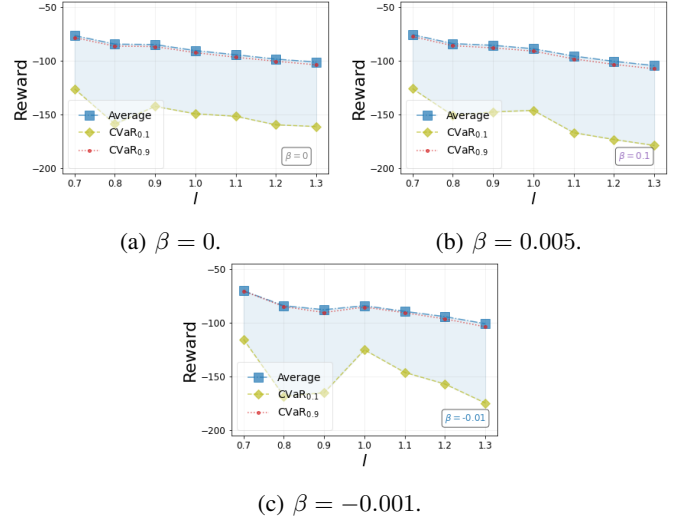 −50
−100
−150
−200
Reward
Average
CVaR0.1
CVaR0.9
β = 0
0.7 0.8 0.9 1.0 1.1 1.2 1.3
l
(a) β = 0.
−50
−100
−150
−200
Reward
Average
CVaR0.1
CVaR0.9
β = 0.1
0.7 0.8 0.9 1.0 1.1 1.2 1.3
l
(b) β = 0.005.
−50
−100
−150
−200
Reward
Average
CVaR0.1
CVaR0.9
β = -0.01
0.7 0.8 0.9 1.0 1.1 1.2 1.3
l
(c) β = −0.001.